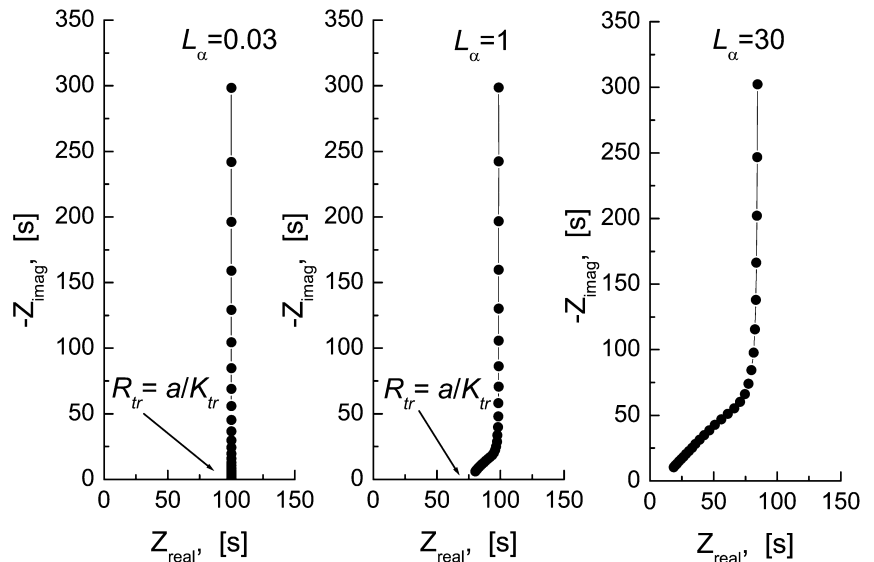 L_α=0.03
350
300
250
200
150
100
50
0
-Z_imag, [s]
R_tr= a/K_tr
0 50 100 150
Z_real, [s]
L_α=1
350
300
250
200
150
100
50
0
-Z_imag, [s]
R_tr= a/K_tr
0 50 100 150
Z_real, [s]
L_α=30
350
300
250
200
150
100
50
0
-Z_imag, [s]
0 50 100 150
Z_real, [s]